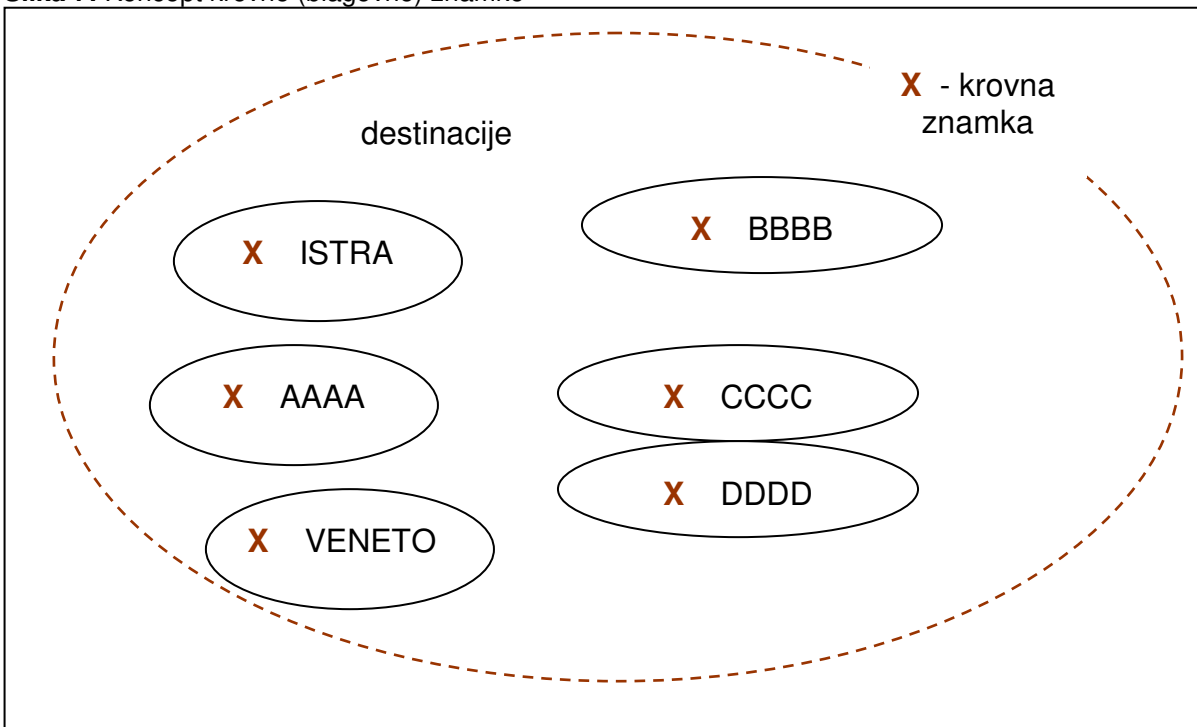 X - krovna
znamka
destinacije
X ISTRA
X BBBB
X AAAA
X CCCC
X DDDD
X VENETO